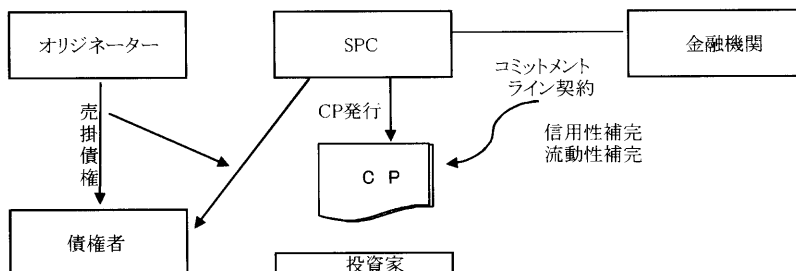 オリジネーター
SPC
金融機関
コミットメント
ライン契約
売掛債権
CP発行
信用性補完
流動性補完
ＣＰ
債権者
投資家